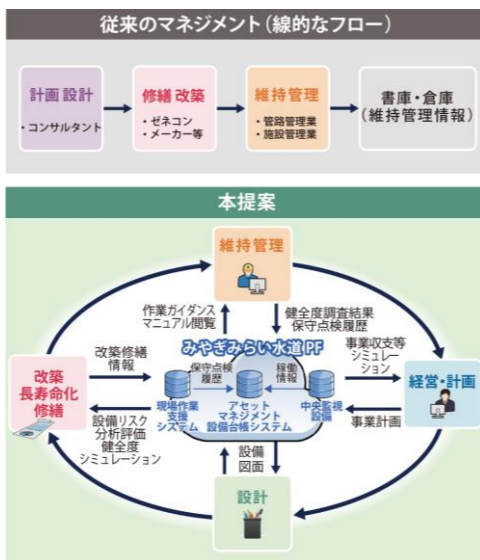 従来のマネジメント(線的なフロー)
計画 設計
・コンサルタント
修繕 改築
・ゼネコン
・メーカー等
維持管理
・管路管理業
・施設管理業
書庫・倉庫
(維持管理情報)
本提案
維持管理
作業ガイダンス
マニュアル閲覧
健全度調査結果
保守点検履歴
みやぎみらい水道PF
事業収支等
シミュレーション
改築修繕
情報
保守点検
履歴
稼働
情報
改築
長寿命化
修繕
現場作業
支援
システム
アセット
マネジメント
設備台帳システム
中央監視
設備
経営・計画
設備リスク
分析評価
健全度
シミュレーション
事業計画
設備
図面
設計